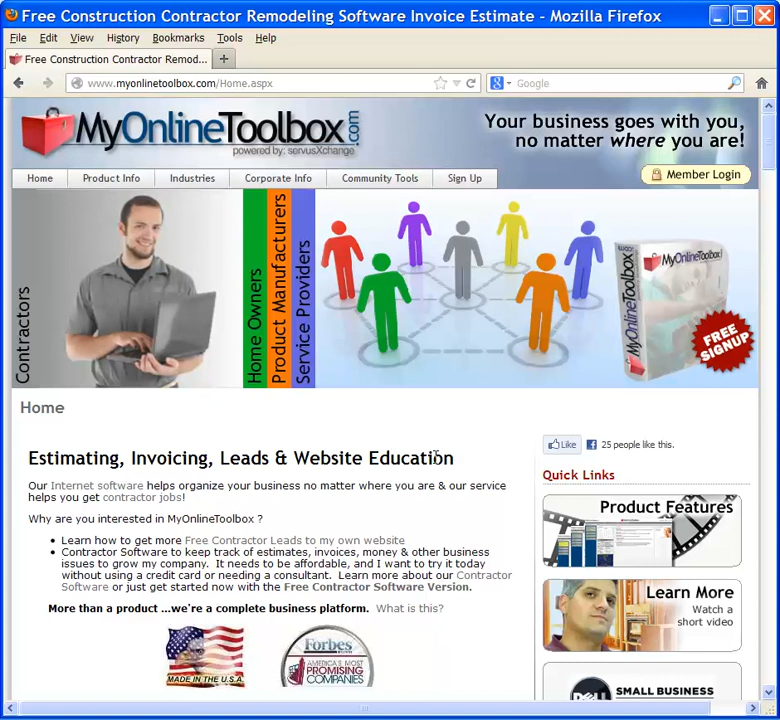 Free Construction Contractor Remodeling Software Invoice Estimate - Mozilla Firefox
File Edit View History Bookmarks Tools Help
Free Construction Contractor Remod...
www.myonlinetoolbox.com/Home.aspx
Google
MyOnlineToolbox.com
powered by: servusXchange
Your business goes with you,
no matter where you are!
Home Product Info Industries Corporate Info Community Tools Sign Up
Member Login
Contractors
Home Owners
Product Manufacturers
Service Providers
MyOnlineToolbox
MyOnlineToolbox
FREE
SIGNUP
Home
Estimating, Invoicing, Leads & Website Education
Our Internet software helps organize your business no matter where you are & our service
helps you get contractor jobs!
Why are you interested in MyOnlineToolbox ?
Learn how to get more Free Contractor Leads to my own website
Contractor Software to keep track of estimates, invoices, money & other business
issues to grow my company. It needs to be affordable, and I want to try it today
without using a credit card or needing a consultant. Learn more about our Contractor
Software or just get started now with the Free Contractor Software Version.
More than a product ...we're a complete business platform. What is this?
MADE IN THE U.S.A.
Forbes
AMERICA'S MOST
PROMISING
COMPANIES
Like
25 people like this.
Quick Links
Product Features
Learn More
Watch a
short video
DELL
SMALL BUSINESS